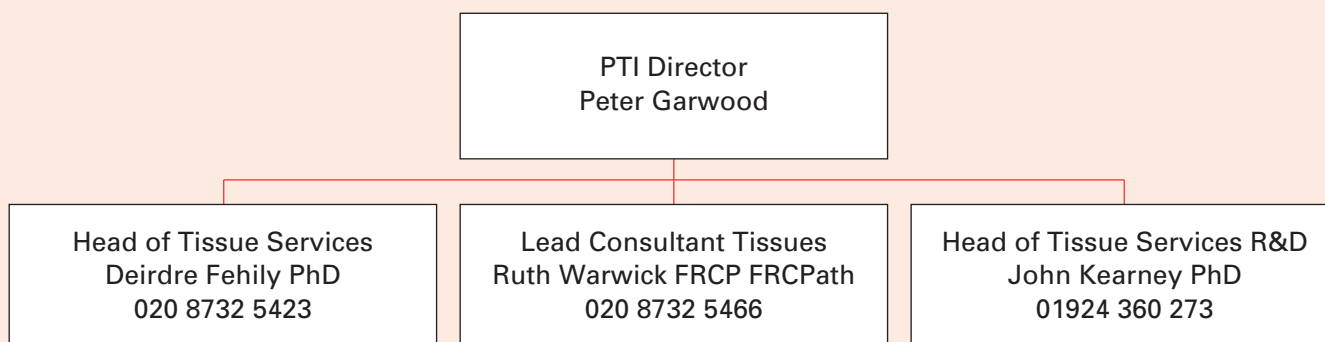 PTI Director
Peter Garwood
Head of Tissue Services
Deirdre Fehily PhD
020 8732 5423
Lead Consultant Tissues
Ruth Warwick FRCP FRCPath
020 8732 5466
Head of Tissue Services R&D
John Kearney PhD
01924 360 273